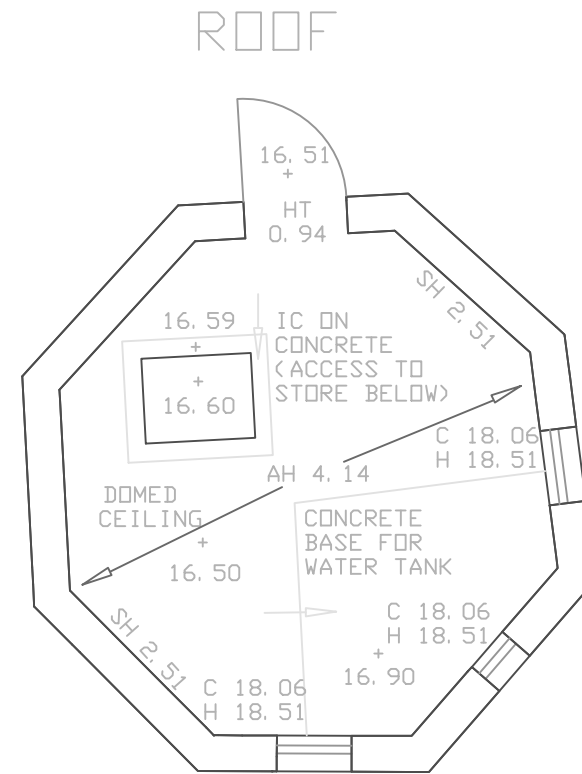 ROOF
16.51
HT
0.94
SH 2.51
16.59
IC ON
CONCRETE
(ACCESS TO
STORE BELOW)
16.60
C 18.06
H 18.51
AH 4.14
DOMED
CEILING
CONCRETE
BASE FOR
WATER TANK
16.50
SH 2.51
C 18.06
H 18.51
16.90
C 18.06
H 18.51